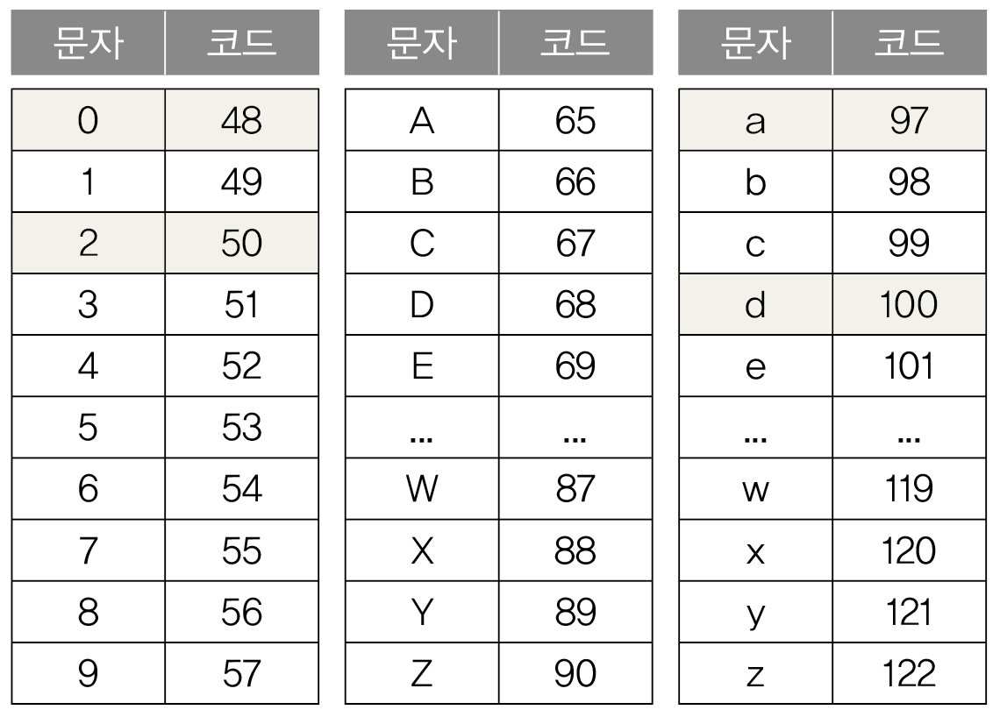 문자 코드 문자 코드 문자 코드
0 48 A 65 a 97
1 49 B 66 b 98
2 50 C 67 c 99
3 51 D 68 d 100
4 52 E 69 e 101
5 53 ... ... ... ...
6 54 W 87 w 119
7 55 X 88 x 120
8 56 Y 89 y 121
9 57 Z 90 z 122